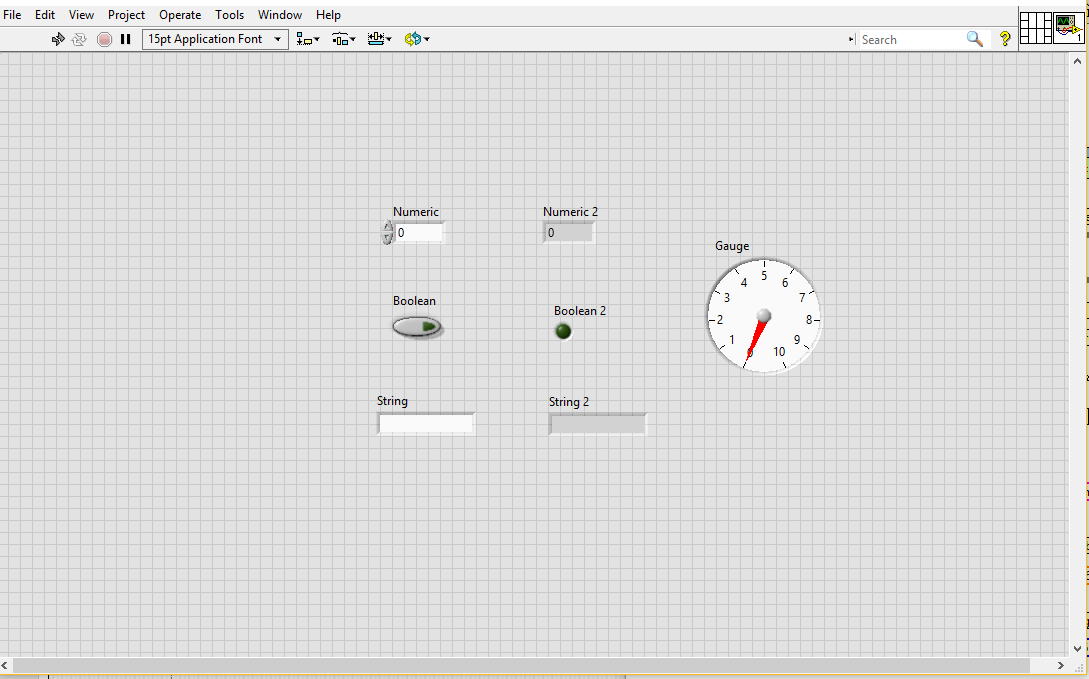 File Edit View Project Operate Tools Window Help
15pt Application Font
Search
?
1
Numeric
0
Numeric 2
0
Gauge
0 1 2 3 4 5 6 7 8 9 10
Boolean
Boolean 2
String
String 2